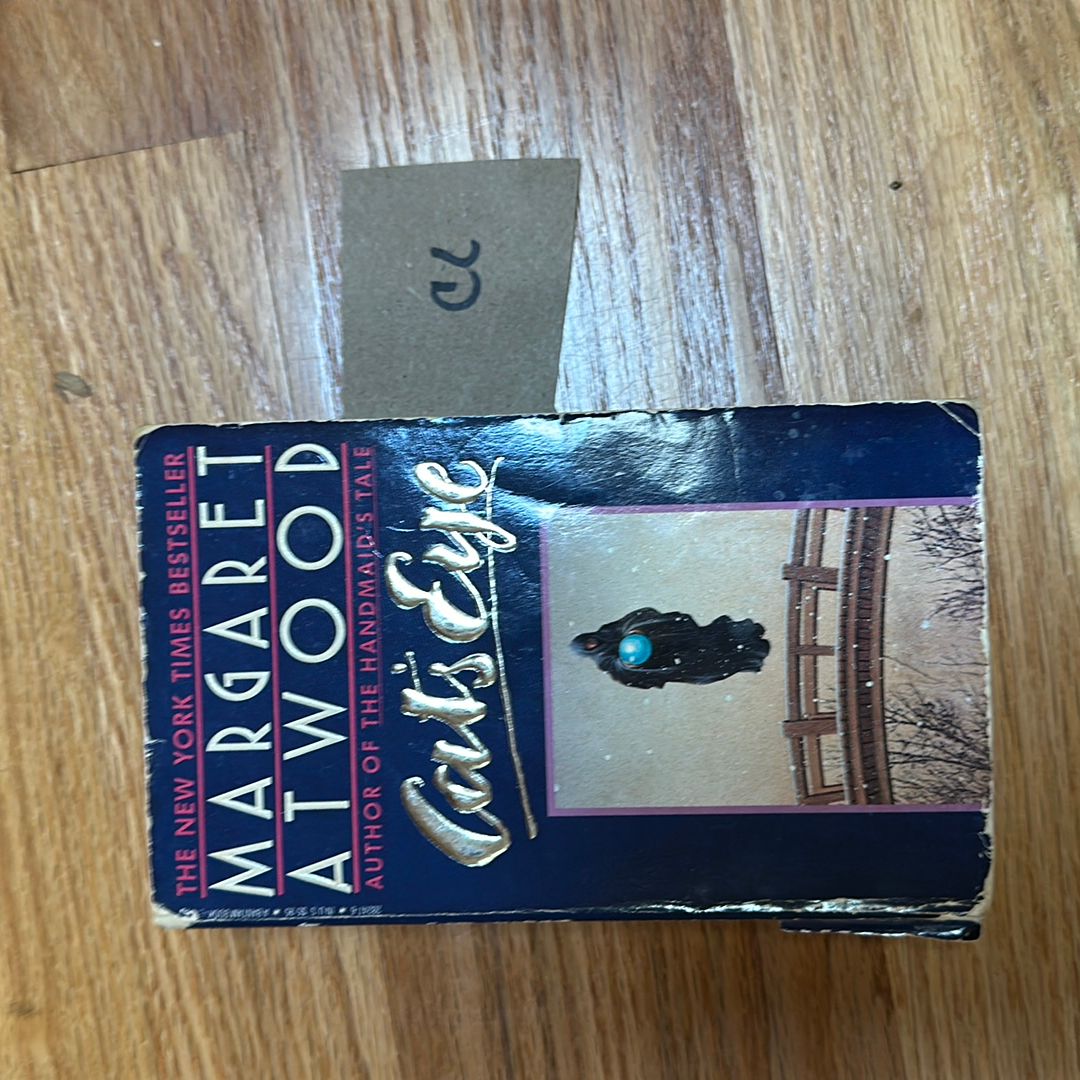 THE NEW YORK TIMES BESTSELLER
MARGARET
ATWOOD
AUTHOR OF THE HANDMAID'S TALE
Cat's Eye